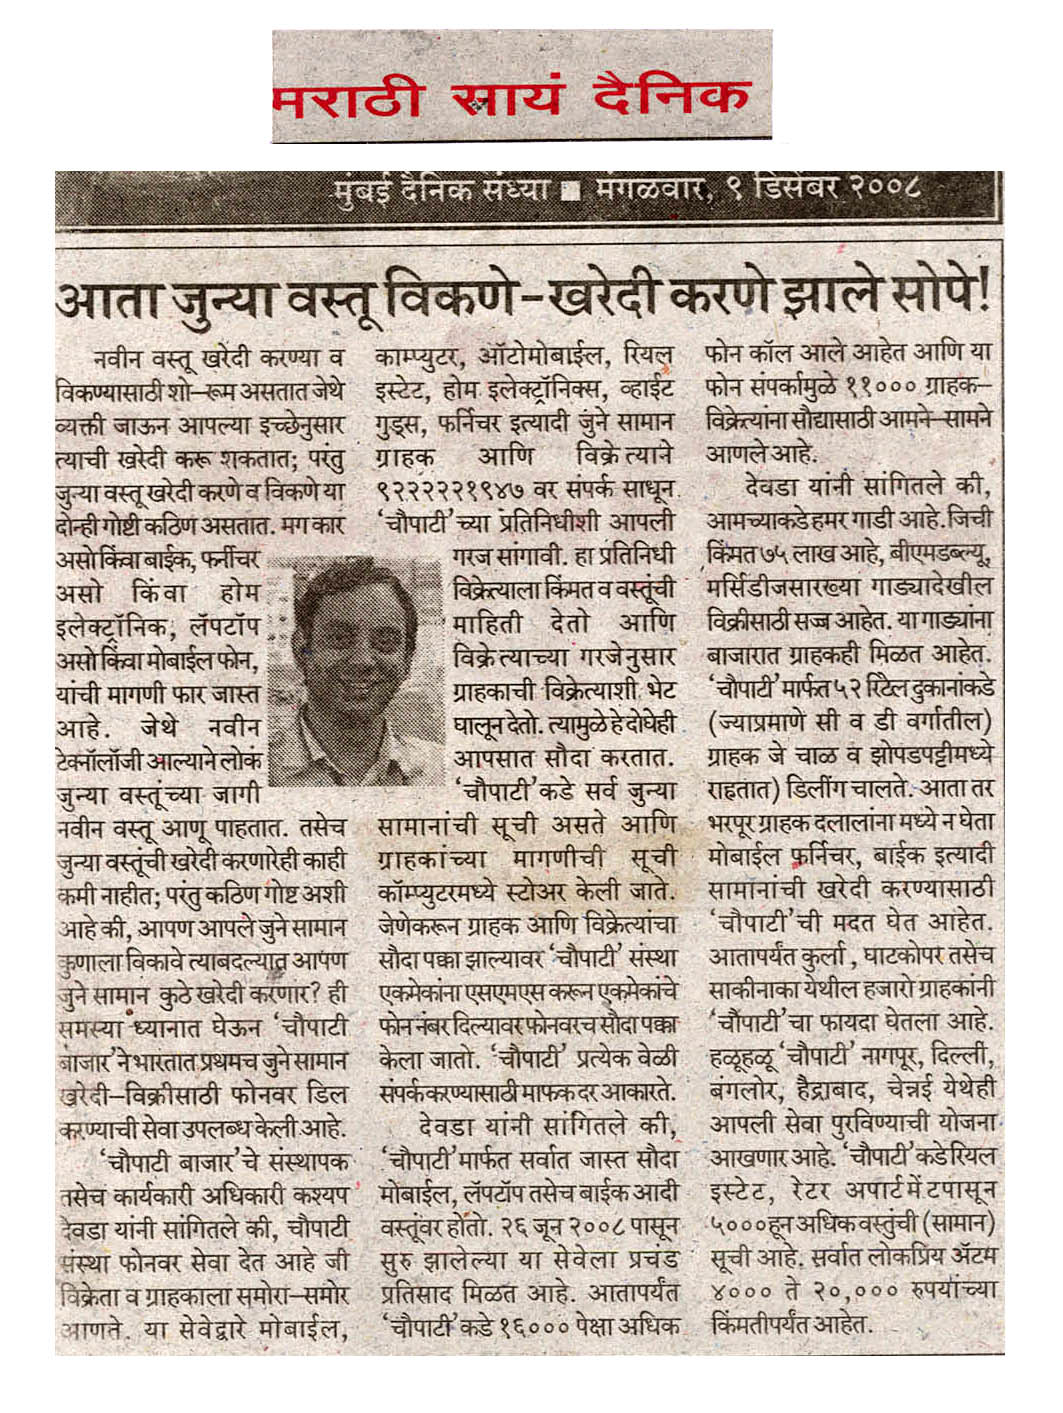 मराठी सायं दैनिक
मुंबई दैनिक संध्या ■ मंगळवार, ९ डिसेंबर २००८
आता जुन्या वस्तू विकणे-खरेदी करणे झाले सोपे!
नवीन वस्तू खरेदी करण्या व
विकण्यासाठी शो-रूम असतात जेथे
व्यक्ती जाऊन आपल्या इच्छेनुसार
त्याची खरेदी करू शकतात; परंतु
जुन्या वस्तू खरेदी करणे व विकणे या
दोन्ही गोष्टी कठिण असतात. मग कार
असो किंवा बाईक, फर्नीचर
असो किंवा होम
इलेक्ट्रॉनिक, लॅपटॉप
असो किंवा मोबाईल फोन,
यांची मागणी फार जास्त
आहे. जेथे नवीन
टेक्नॉलॉजी आल्याने लोकं
जुन्या वस्तूंच्या जागी
नवीन वस्तू आणू पाहतात. तसेच
जुन्या वस्तूंची खरेदी करणारेही काही
कमी नाहीत; परंतु कठिण गोष्ट अशी
आहे की, आपण आपले जुने सामान
कुणाला विकावे त्याबदल्यात आपण
जुने सामान कुठे खरेदी करणार? ही
समस्या ध्यानात घेऊन 'चौपाटी
बाजार'ने भारतात प्रथमच जुने सामान
खरेदी-विक्रीसाठी फोनवर डिल
करण्याची सेवा उपलब्ध केली आहे.
'चौपाटी बाजार'चे संस्थापक
तसेच कार्यकारी अधिकारी कश्यप
देवडा यांनी सांगितले की, चौपाटी
संस्था फोनवर सेवा देत आहे जी
विक्रेता व ग्राहकाला समोरा-समोर
आणते. या सेवेद्वारे मोबाईल,
काम्प्युटर, ऑटोमोबाईल, रियल
इस्टेट, होम इलेक्ट्रॉनिक्स, व्हाईट
गुड्स, फर्निचर इत्यादी जुने सामान
ग्राहक आणि विक्रेत्याने
९२२२२२१९४७ वर संपर्क साधून
'चौपाटी'च्या प्रतिनिधीशी आपली
गरज सांगावी. हा प्रतिनिधी
विक्रेत्याला किंमत व वस्तूंची
माहिती देतो आणि
विक्रेत्याच्या गरजेनुसार
ग्राहकाची विक्रेत्याशी भेट
घालून देतो. त्यामुळे हे दोघेही
आपसात सौदा करतात.
'चौपाटी'कडे सर्व जुन्या
सामानांची सूची असते आणि
ग्राहकांच्या मागणीची सूची
कॉम्प्युटरमध्ये स्टोअर केली जाते.
जेणेकरून ग्राहक आणि विक्रेत्यांचा
सौदा पक्का झाल्यावर 'चौपाटी' संस्था
एकमेकांना एसएमएस करून एकमेकांचे
फोन नंबर दिल्यावर फोनवरच सौदा पक्का
केला जातो. 'चौपाटी' प्रत्येक वेळी
संपर्क करण्यासाठी माफक दर आकारते.
देवडा यांनी सांगितले की,
'चौपाटी'मार्फत सर्वात जास्त सौदा
मोबाईल, लॅपटॉप तसेच बाईक आदी
वस्तूंवर होतो. २६ जून २००८ पासून
सुरु झालेल्या या सेवेला प्रचंड
प्रतिसाद मिळत आहे. आतापर्यंत
'चौपाटी'कडे १६००० पेक्षा अधिक
फोन कॉल आले आहेत आणि या
फोन संपर्कामुळे ११००० ग्राहक-
विक्रेत्यांना सौद्यासाठी आमने-सामने
आणले आहे.
देवडा यांनी सांगितले की,
आमच्याकडे हमर गाडी आहे. जिची
किंमत ७५ लाख आहे, बीएमडब्ल्यू,
मर्सिडीजसारख्या गाड्यादेखील
विक्रीसाठी सज्ज आहेत. या गाड्यांना
बाजारात ग्राहकही मिळत आहेत.
'चौपाटी'मार्फत ५२ रिटेल दुकानांकडे
(ज्याप्रमाणे सी व डी वर्गातील)
ग्राहक जे चाळ व झोपडपट्टीमध्ये
राहतात) डिलींग चालते. आता तर
भरपूर ग्राहक दलालांना मध्ये न घेता
मोबाईल फर्निचर, बाईक इत्यादी
सामानांची खरेदी करण्यासाठी
'चौपाटी'ची मदत घेत आहेत.
आतापर्यंत कुर्ला, घाटकोपर तसेच
साकीनाका येथील हजारो ग्राहकांनी
'चौपाटी'चा फायदा घेतला आहे.
हळूहळू 'चौपाटी' नागपूर, दिल्ली,
बंगलोर, हैद्राबाद, चेन्नई येथेही
आपली सेवा पुरविण्याची योजना
आखणार आहे. 'चौपाटी'कडे रियल
इस्टेट, रेटर अपार्टमेंटपासून
५०००हून अधिक वस्तुंची (सामान)
सूची आहे. सर्वात लोकप्रिय ॲटम
४००० ते २०,००० रुपयांच्या
किंमतीपर्यंत आहेत.